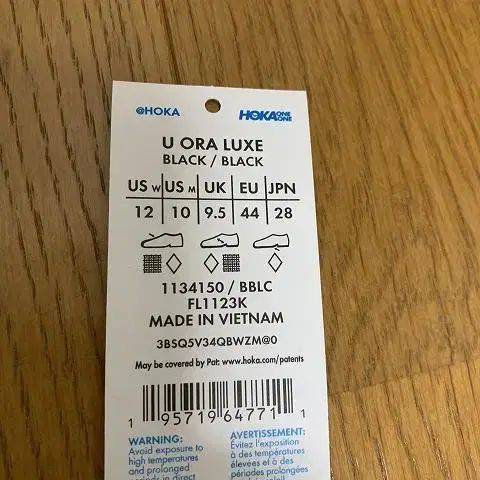 @HOKA HOKA ONE ONE
U ORA LUXE
BLACK / BLACK
US W US M UK EU JPN
12 10 9.5 44 28
1134150 / BBLC
FL1123K
MADE IN VIETNAM
3BSQ5V34QBWZM@0
May be covered by Pat: www.hoka.com/patents
1 95719 64771 1
WARNING:
Avoid exposure to
high temperatures
and prolonged
periods in direct
AVERTISSEMENT:
Évitez l'exposition
à des températures
élevées et à des
périodes prolongées